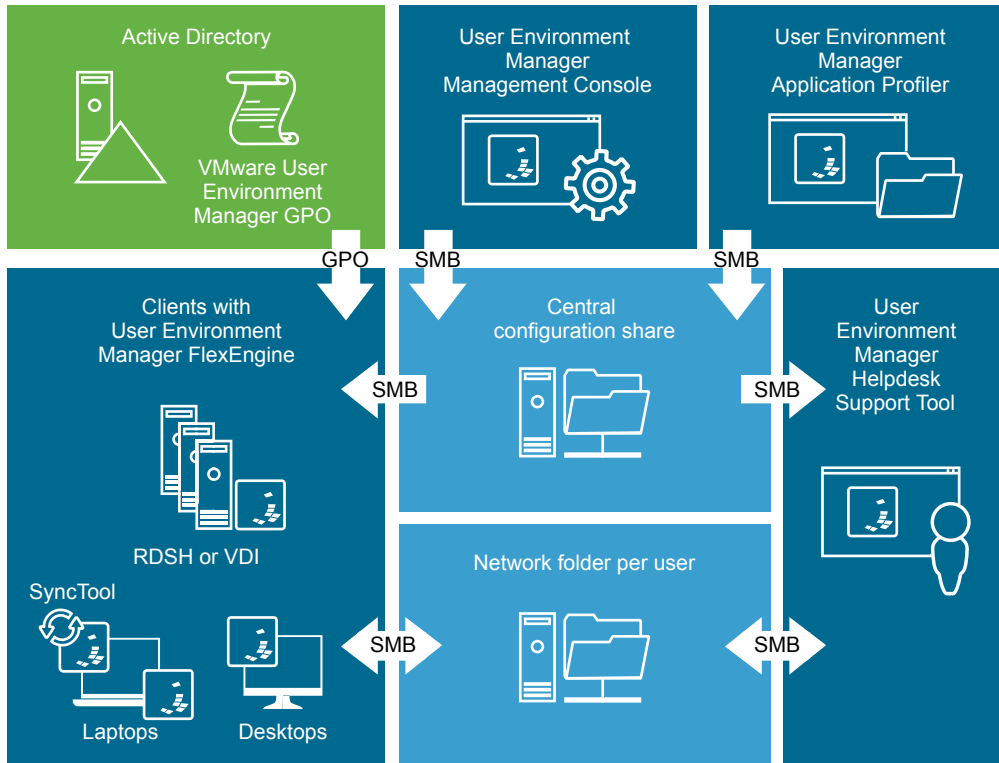 Active Directory
VMware User
Environment
Manager GPO
User Environment
Manager
Management Console
User Environment
Manager
Application Profiler
GPO
SMB
SMB
Clients with
User Environment
Manager FlexEngine
RDSH or VDI
SyncTool
Laptops
Desktops
SMB
Central
configuration share
SMB
User
Environment
Manager
Helpdesk
Support Tool
SMB
Network folder per user
SMB